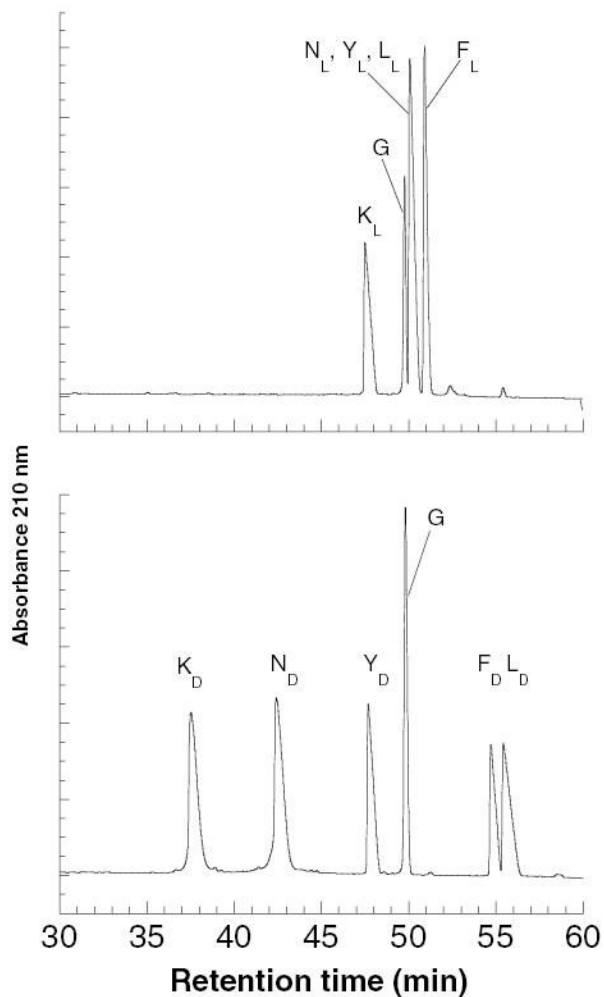 N_L, Y_L, L_L
F_L
G
K_L
Absorbance 210 nm
G
K_D
N_D
Y_D
F_D L_D
30 35 40 45 50 55 60
Retention time (min)